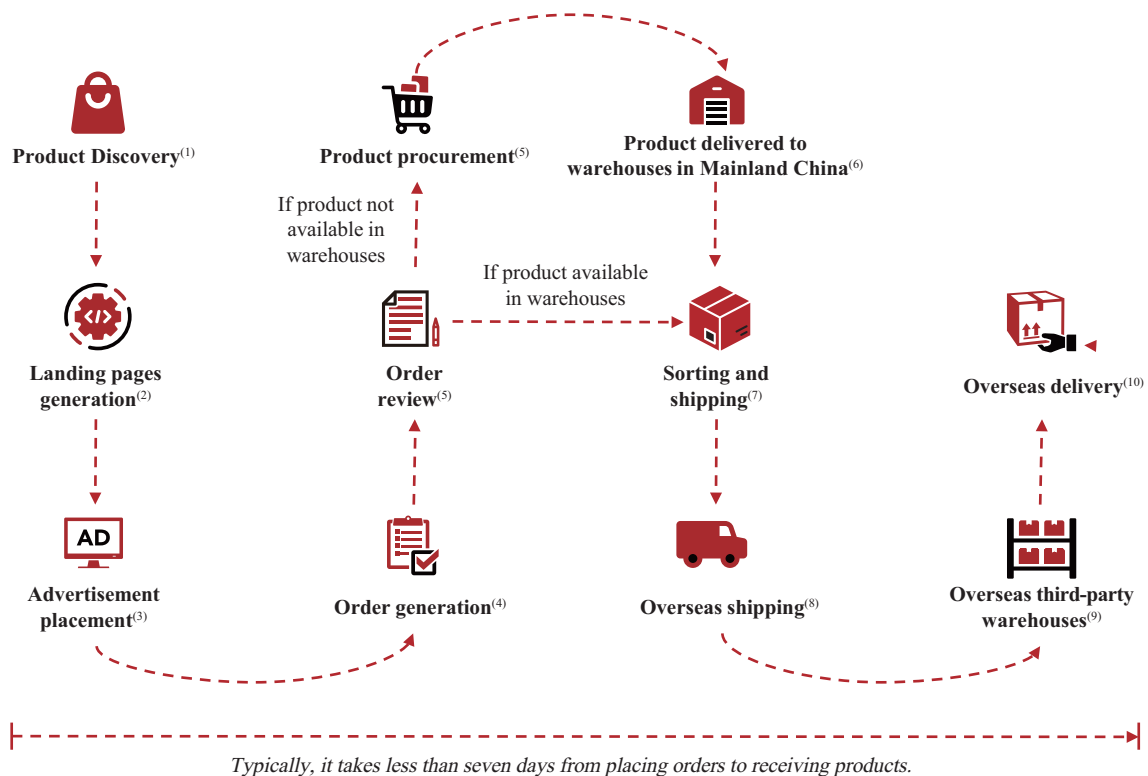 Product Discovery(1)
Landing pages
generation(2)
AD
Advertisement
placement(3)
Order generation(4)
Order
review(5)
If product not
available in
warehouses
Product procurement(5)
If product available
in warehouses
Product delivered to
warehouses in Mainland China(6)
Sorting and
shipping(7)
Overseas shipping(8)
Overseas third-party
warehouses(9)
Overseas delivery(10)
Typically, it takes less than seven days from placing orders to receiving products.